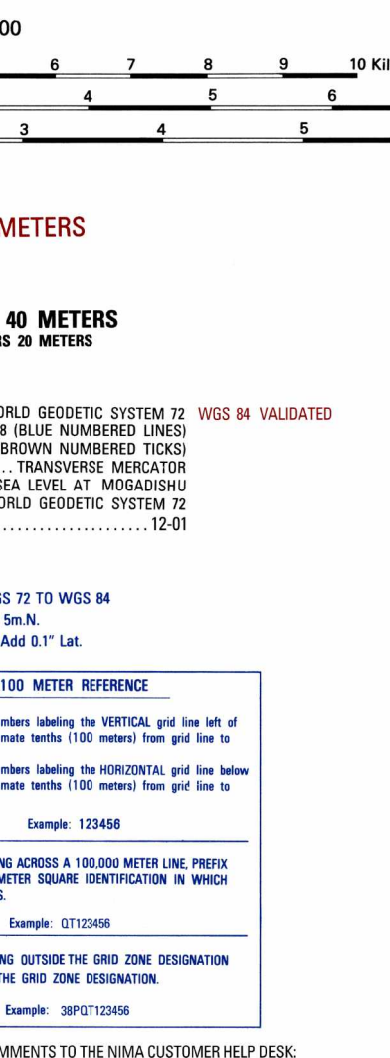 00
6 7 8 9 10 Kil
4 5 6
3 4 5
METERS
40 METERS
RS 20 METERS
ORLD GEODETIC SYSTEM 72 WGS 84 VALIDATED
8 (BLUE NUMBERED LINES)
BROWN NUMBERED TICKS)
.. TRANSVERSE MERCATOR
SEA LEVEL AT MOGADISHU
ORLD GEODETIC SYSTEM 72
.....................12-01
GS 72 TO WGS 84
5m.N.
Add 0.1" Lat.
100 METER REFERENCE
mbers labeling the VERTICAL grid line left of
mate tenths (100 meters) from grid line to
mbers labeling the HORIZONTAL grid line below
mate tenths (100 meters) from grid line to
Example: 123456
NG ACROSS A 100,000 METER LINE, PREFIX
METER SQUARE IDENTIFICATION IN WHICH
S.
Example: QT123456
NG OUTSIDE THE GRID ZONE DESIGNATION
THE GRID ZONE DESIGNATION.
Example: 38PQT123456
MMENTS TO THE NIMA CUSTOMER HELP DESK: